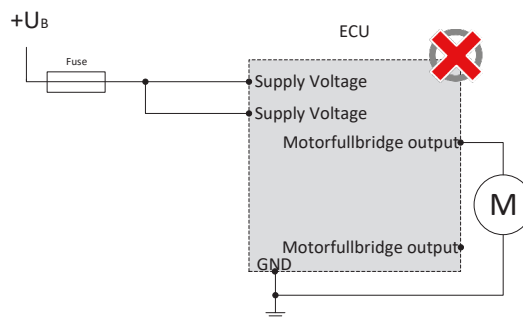 +UB
ECU
Fuse
Supply Voltage
Supply Voltage
Motorfullbridge output
M
Motorfullbridge output
GND